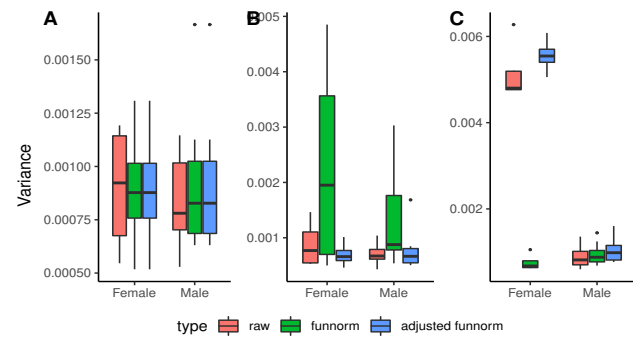 A
B
C
Variance
0.00150
0.00125
0.00100
0.00075
0.00050
Female Male
0.005
0.004
0.003
0.002
0.001
Female Male
0.006
0.004
0.002
Female Male
type raw funnorm adjusted funnorm